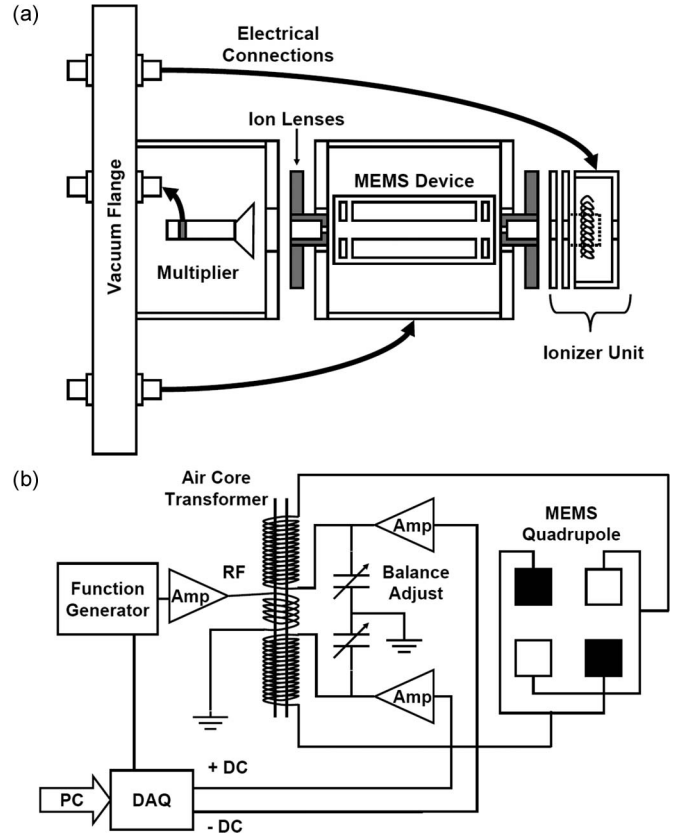 (a)
Electrical
Connections
Ion Lenses
MEMS Device
Vacuum Flange
Multiplier
Ionizer Unit
(b)
Air Core
Transformer
MEMS
Quadrupole
Amp
RF
Function
Generator
Amp
Balance
Adjust
Amp
+ DC
PC
DAQ
- DC